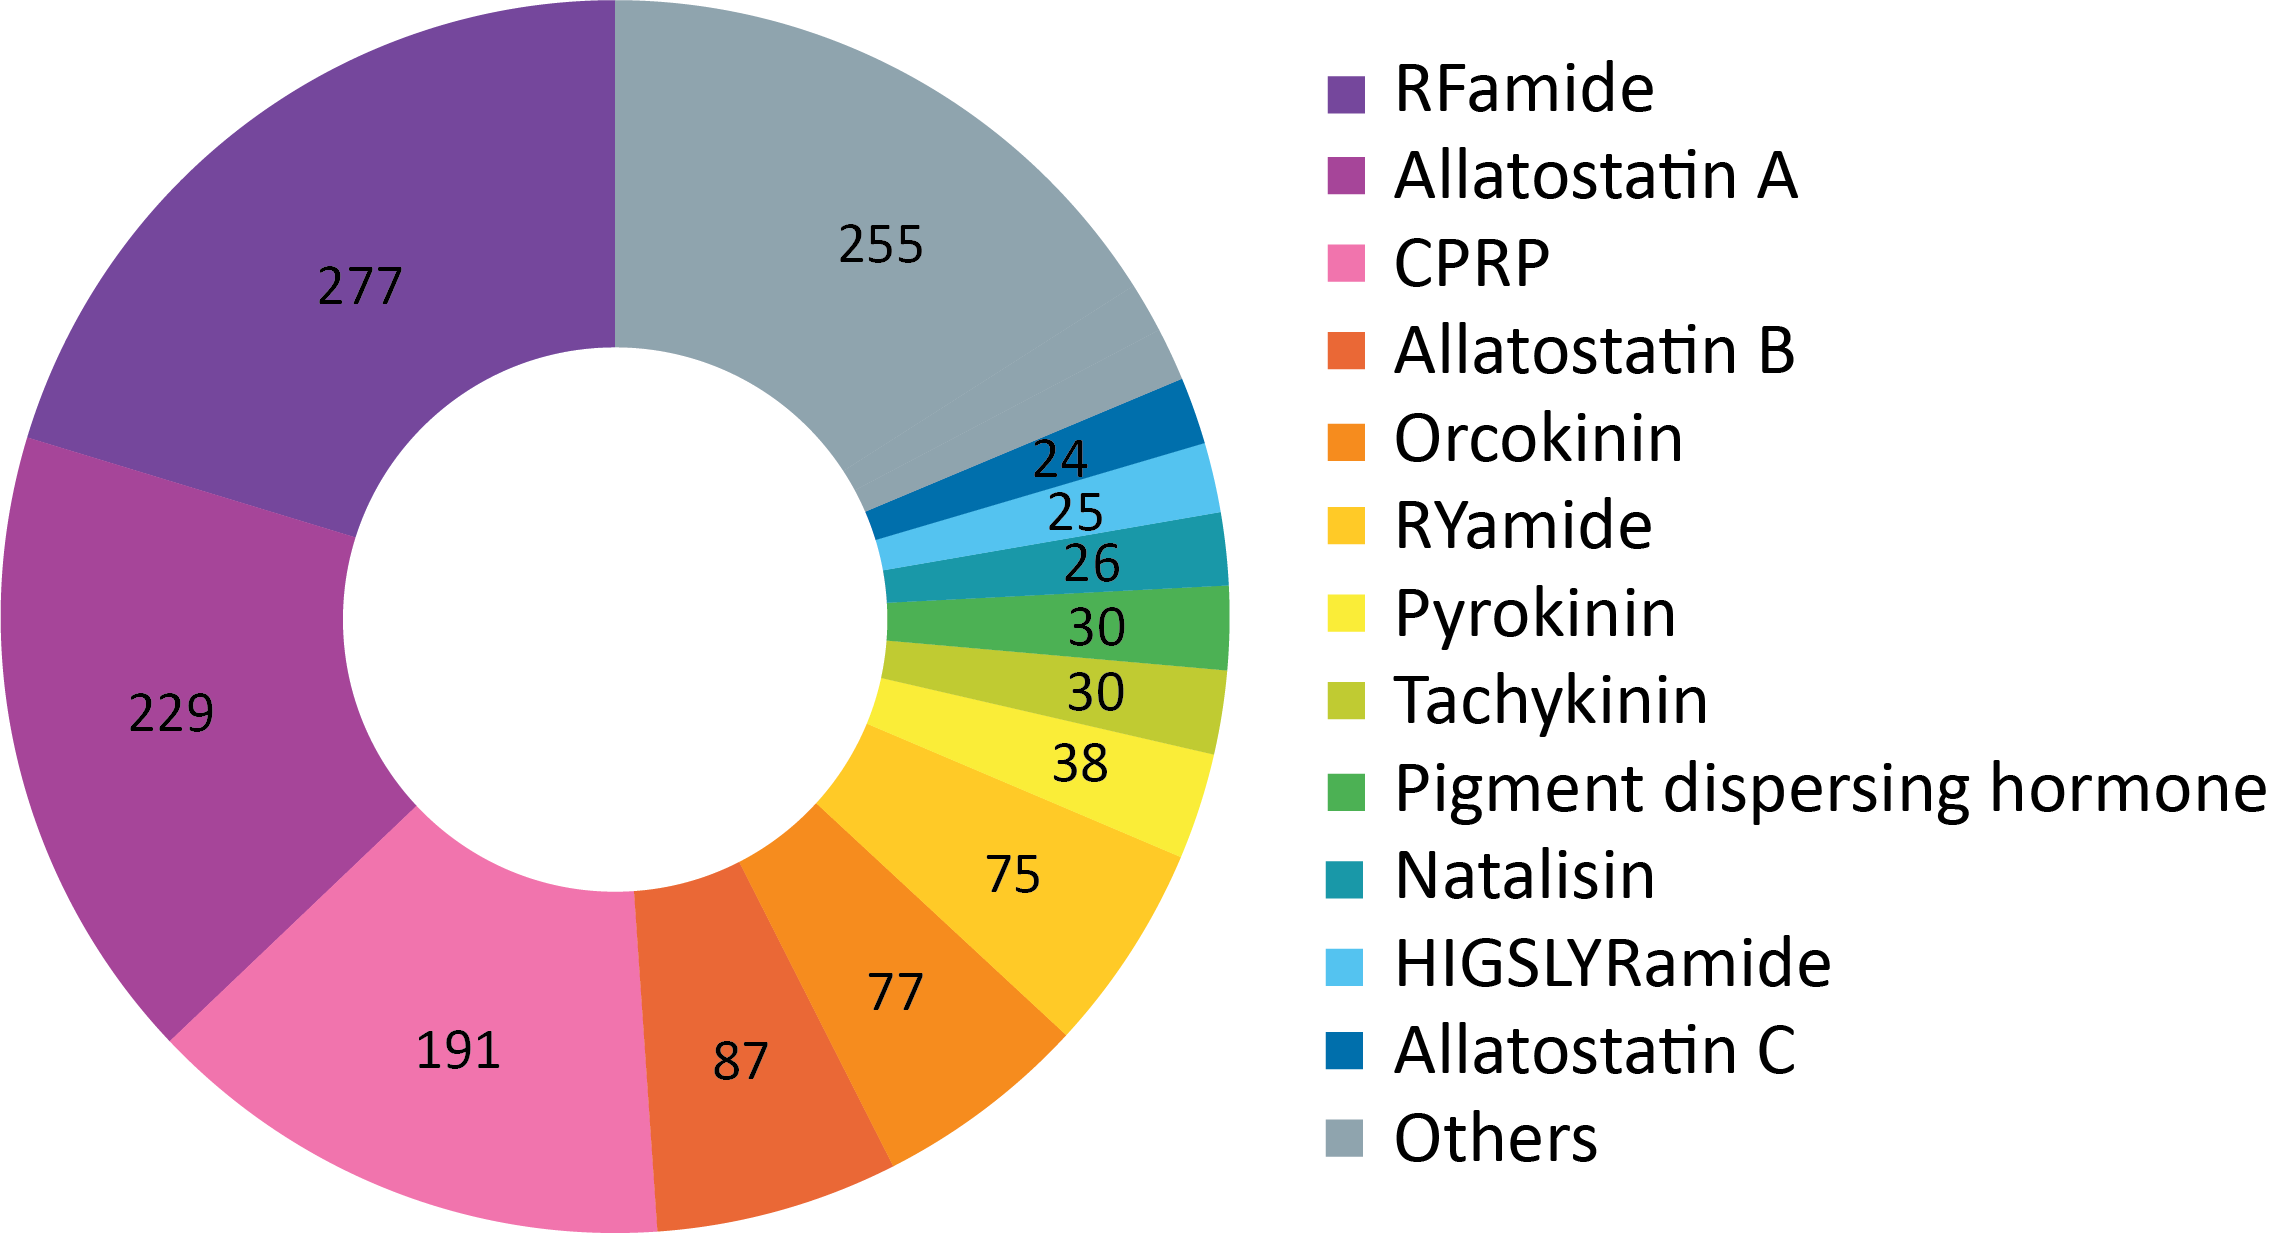 255
277
24
25
26
30
30
229
38
75
77
191
87
RFamide
Allatostatin A
CPRP
Allatostatin B
Orcokinin
RYamide
Pyrokinin
Tachykinin
Pigment dispersing hormone
Natalisin
HIGSLYRamide
Allatostatin C
Others